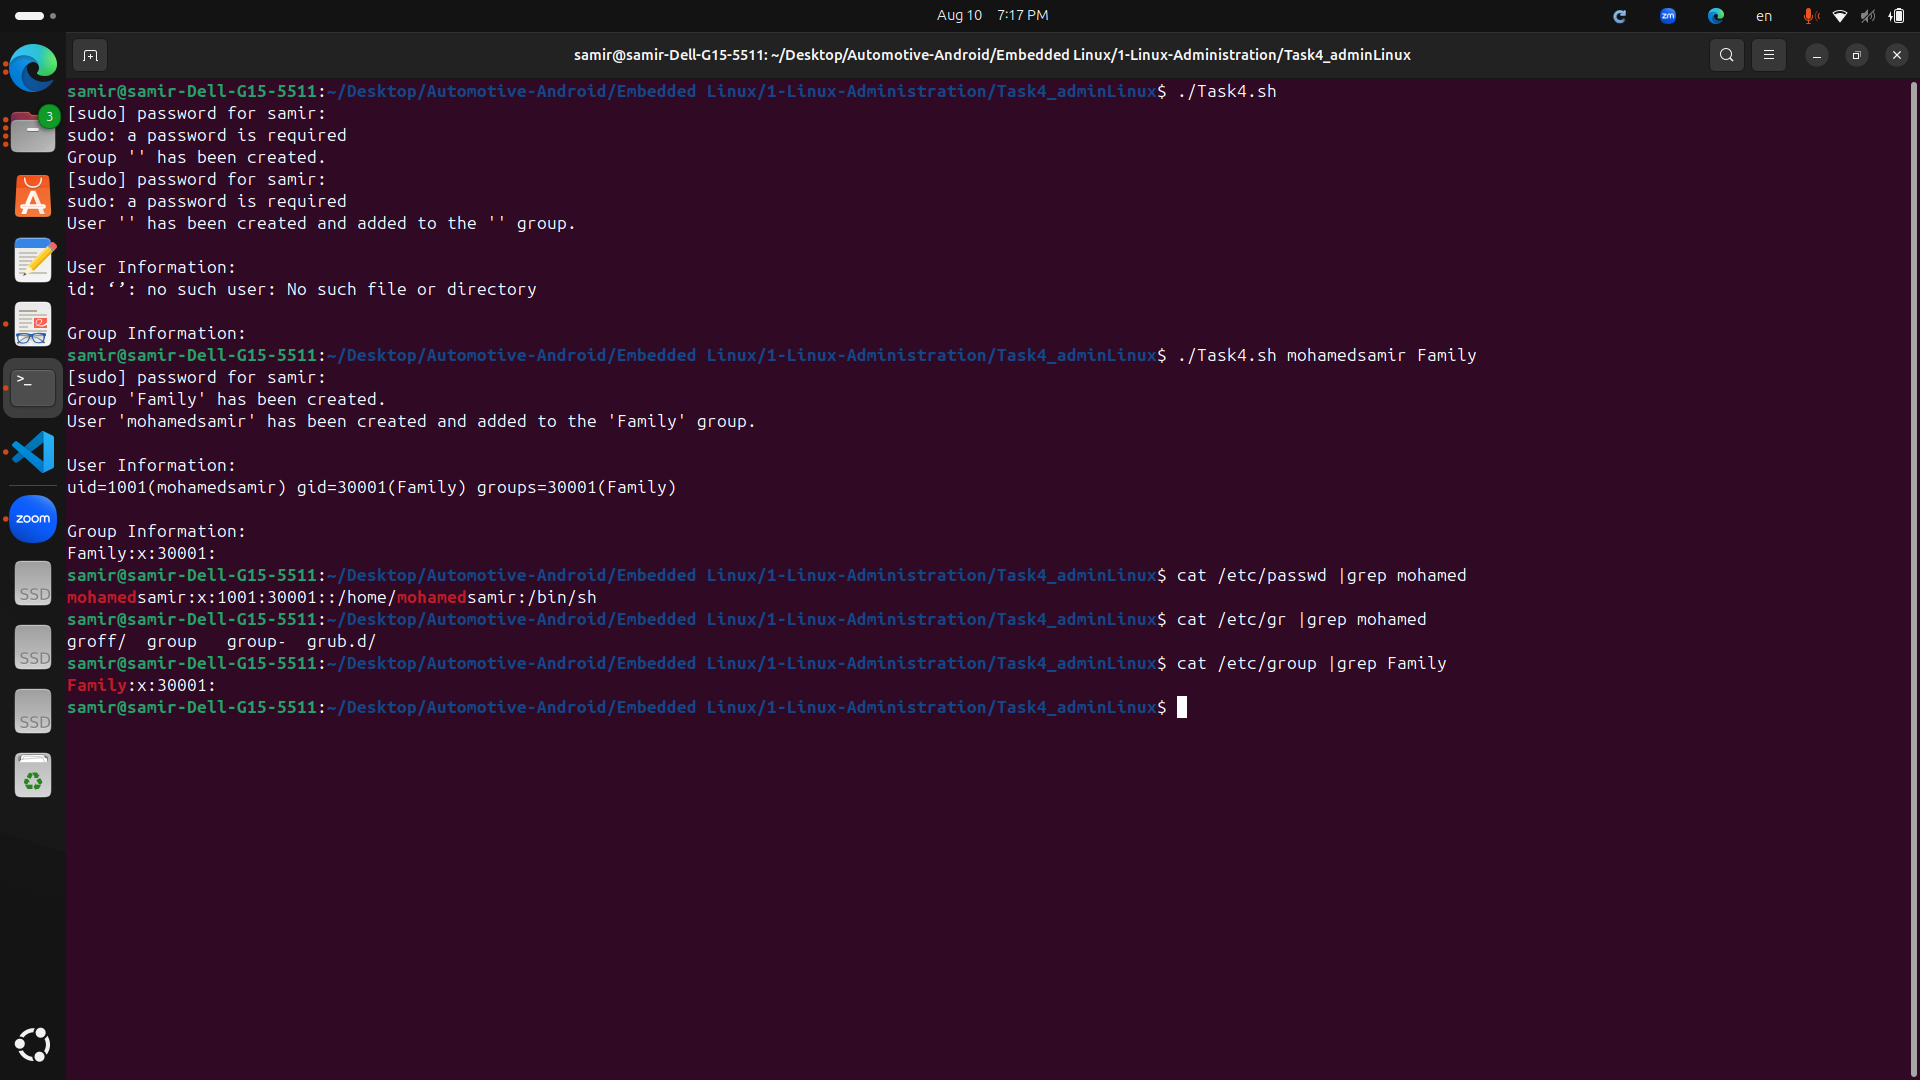 Aug 10 7:17 PM
zm
en
samir@samir-Dell-G15-5511: ~/Desktop/Automotive-Android/Embedded Linux/1-Linux-Administration/Task4_adminLinux
samir@samir-Dell-G15-5511:~/Desktop/Automotive-Android/Embedded Linux/1-Linux-Administration/Task4_adminLinux$ ./Task4.sh
[sudo] password for samir:
sudo: a password is required
Group '' has been created.
[sudo] password for samir:
sudo: a password is required
User '' has been created and added to the '' group.
User Information:
id: ‘’: no such user: No such file or directory
Group Information:
samir@samir-Dell-G15-5511:~/Desktop/Automotive-Android/Embedded Linux/1-Linux-Administration/Task4_adminLinux$ ./Task4.sh mohamedsamir Family
[sudo] password for samir:
Group 'Family' has been created.
User 'mohamedsamir' has been created and added to the 'Family' group.
User Information:
uid=1001(mohamedsamir) gid=30001(Family) groups=30001(Family)
Group Information:
Family:x:30001:
samir@samir-Dell-G15-5511:~/Desktop/Automotive-Android/Embedded Linux/1-Linux-Administration/Task4_adminLinux$ cat /etc/passwd |grep mohamed
mohamedsamir:x:1001:30001::/home/mohamedsamir:/bin/sh
samir@samir-Dell-G15-5511:~/Desktop/Automotive-Android/Embedded Linux/1-Linux-Administration/Task4_adminLinux$ cat /etc/gr |grep mohamed
groff/ group group- grub.d/
samir@samir-Dell-G15-5511:~/Desktop/Automotive-Android/Embedded Linux/1-Linux-Administration/Task4_adminLinux$ cat /etc/group |grep Family
Family:x:30001:
samir@samir-Dell-G15-5511:~/Desktop/Automotive-Android/Embedded Linux/1-Linux-Administration/Task4_adminLinux$
3
>_
zoom
SSD
SSD
SSD